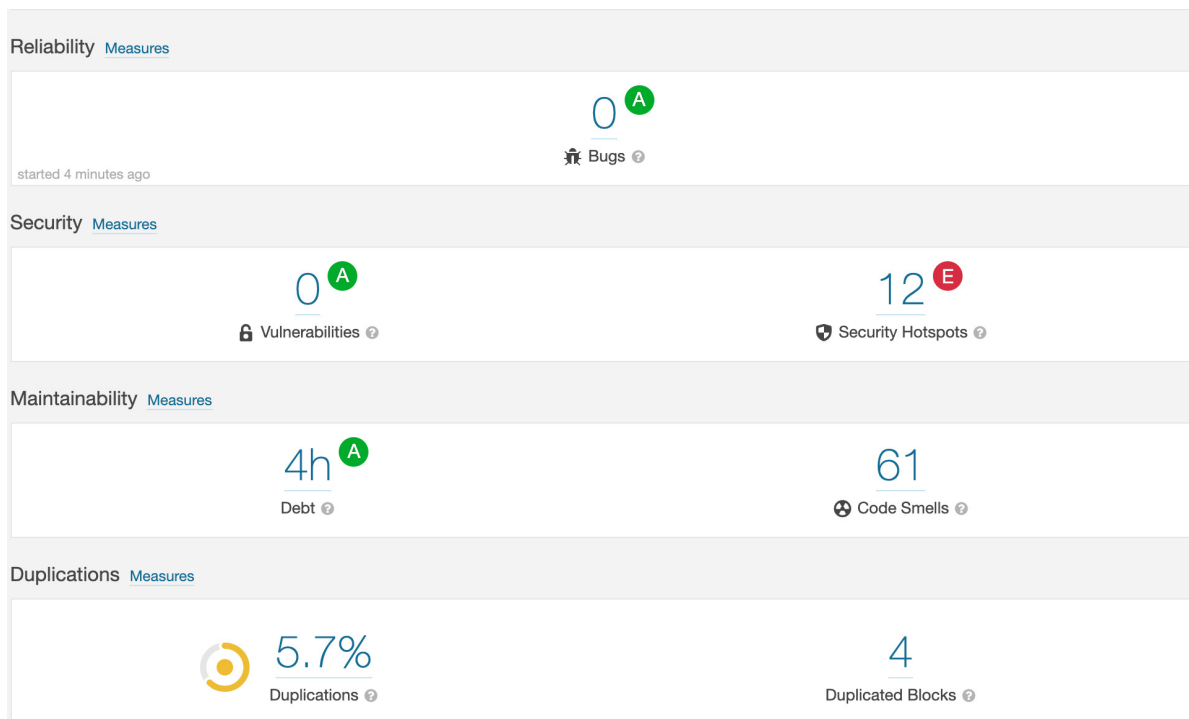 Reliability Measures
0 A
Bugs ?
started 4 minutes ago
Security Measures
0 A 12 E
Vulnerabilities ? Security Hotspots ?
Maintainability Measures
4h A 61
Debt ? Code Smells ?
Duplications Measures
5.7% 4
Duplications ? Duplicated Blocks ?